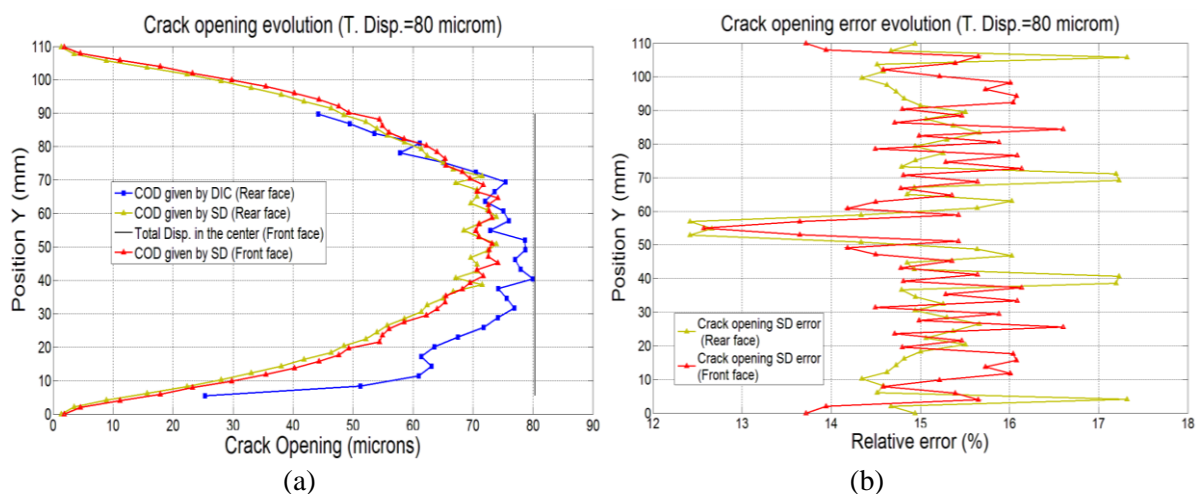 Crack opening evolution (T. Disp.=80 microm)
110
100
90
80
70
60
50
40
30
20
10
0
Position Y (mm)
COD given by DIC (Rear face)
COD given by SD (Rear face)
Total Disp. in the center (Front face)
COD given by SD (Front face)
0 10 20 30 40 50 60 70 80 90
Crack Opening (microns)
(a)
Crack opening error evolution (T. Disp.=80 microm)
110
100
90
80
70
60
50
40
30
20
10
0
Position Y (mm)
Crack opening SD error
(Rear face)
Crack opening SD error
(Front face)
12 13 14 15 16 17 18
Relative error (%)
(b)